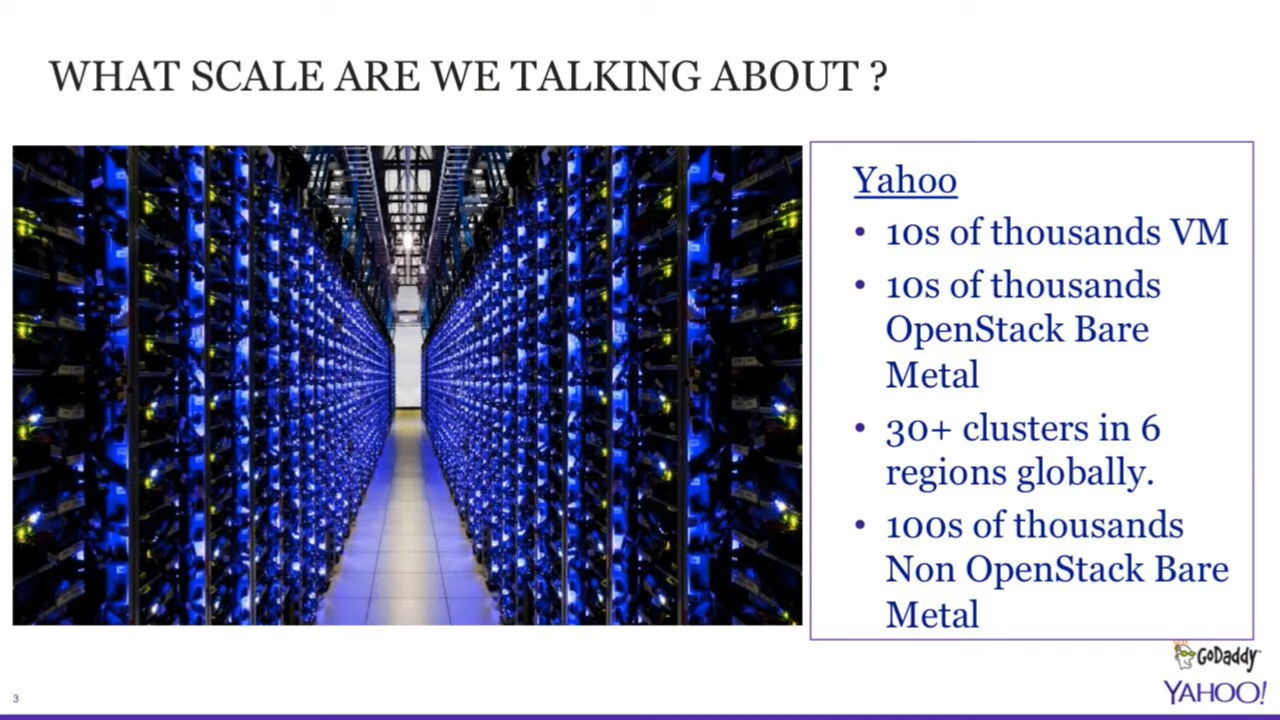 WHAT SCALE ARE WE TALKING ABOUT ?
Yahoo
• 10s of thousands VM
• 10s of thousands
OpenStack Bare
Metal
• 30+ clusters in 6
regions globally.
• 100s of thousands
Non OpenStack Bare
Metal
GoDaddy
YAHOO!
3